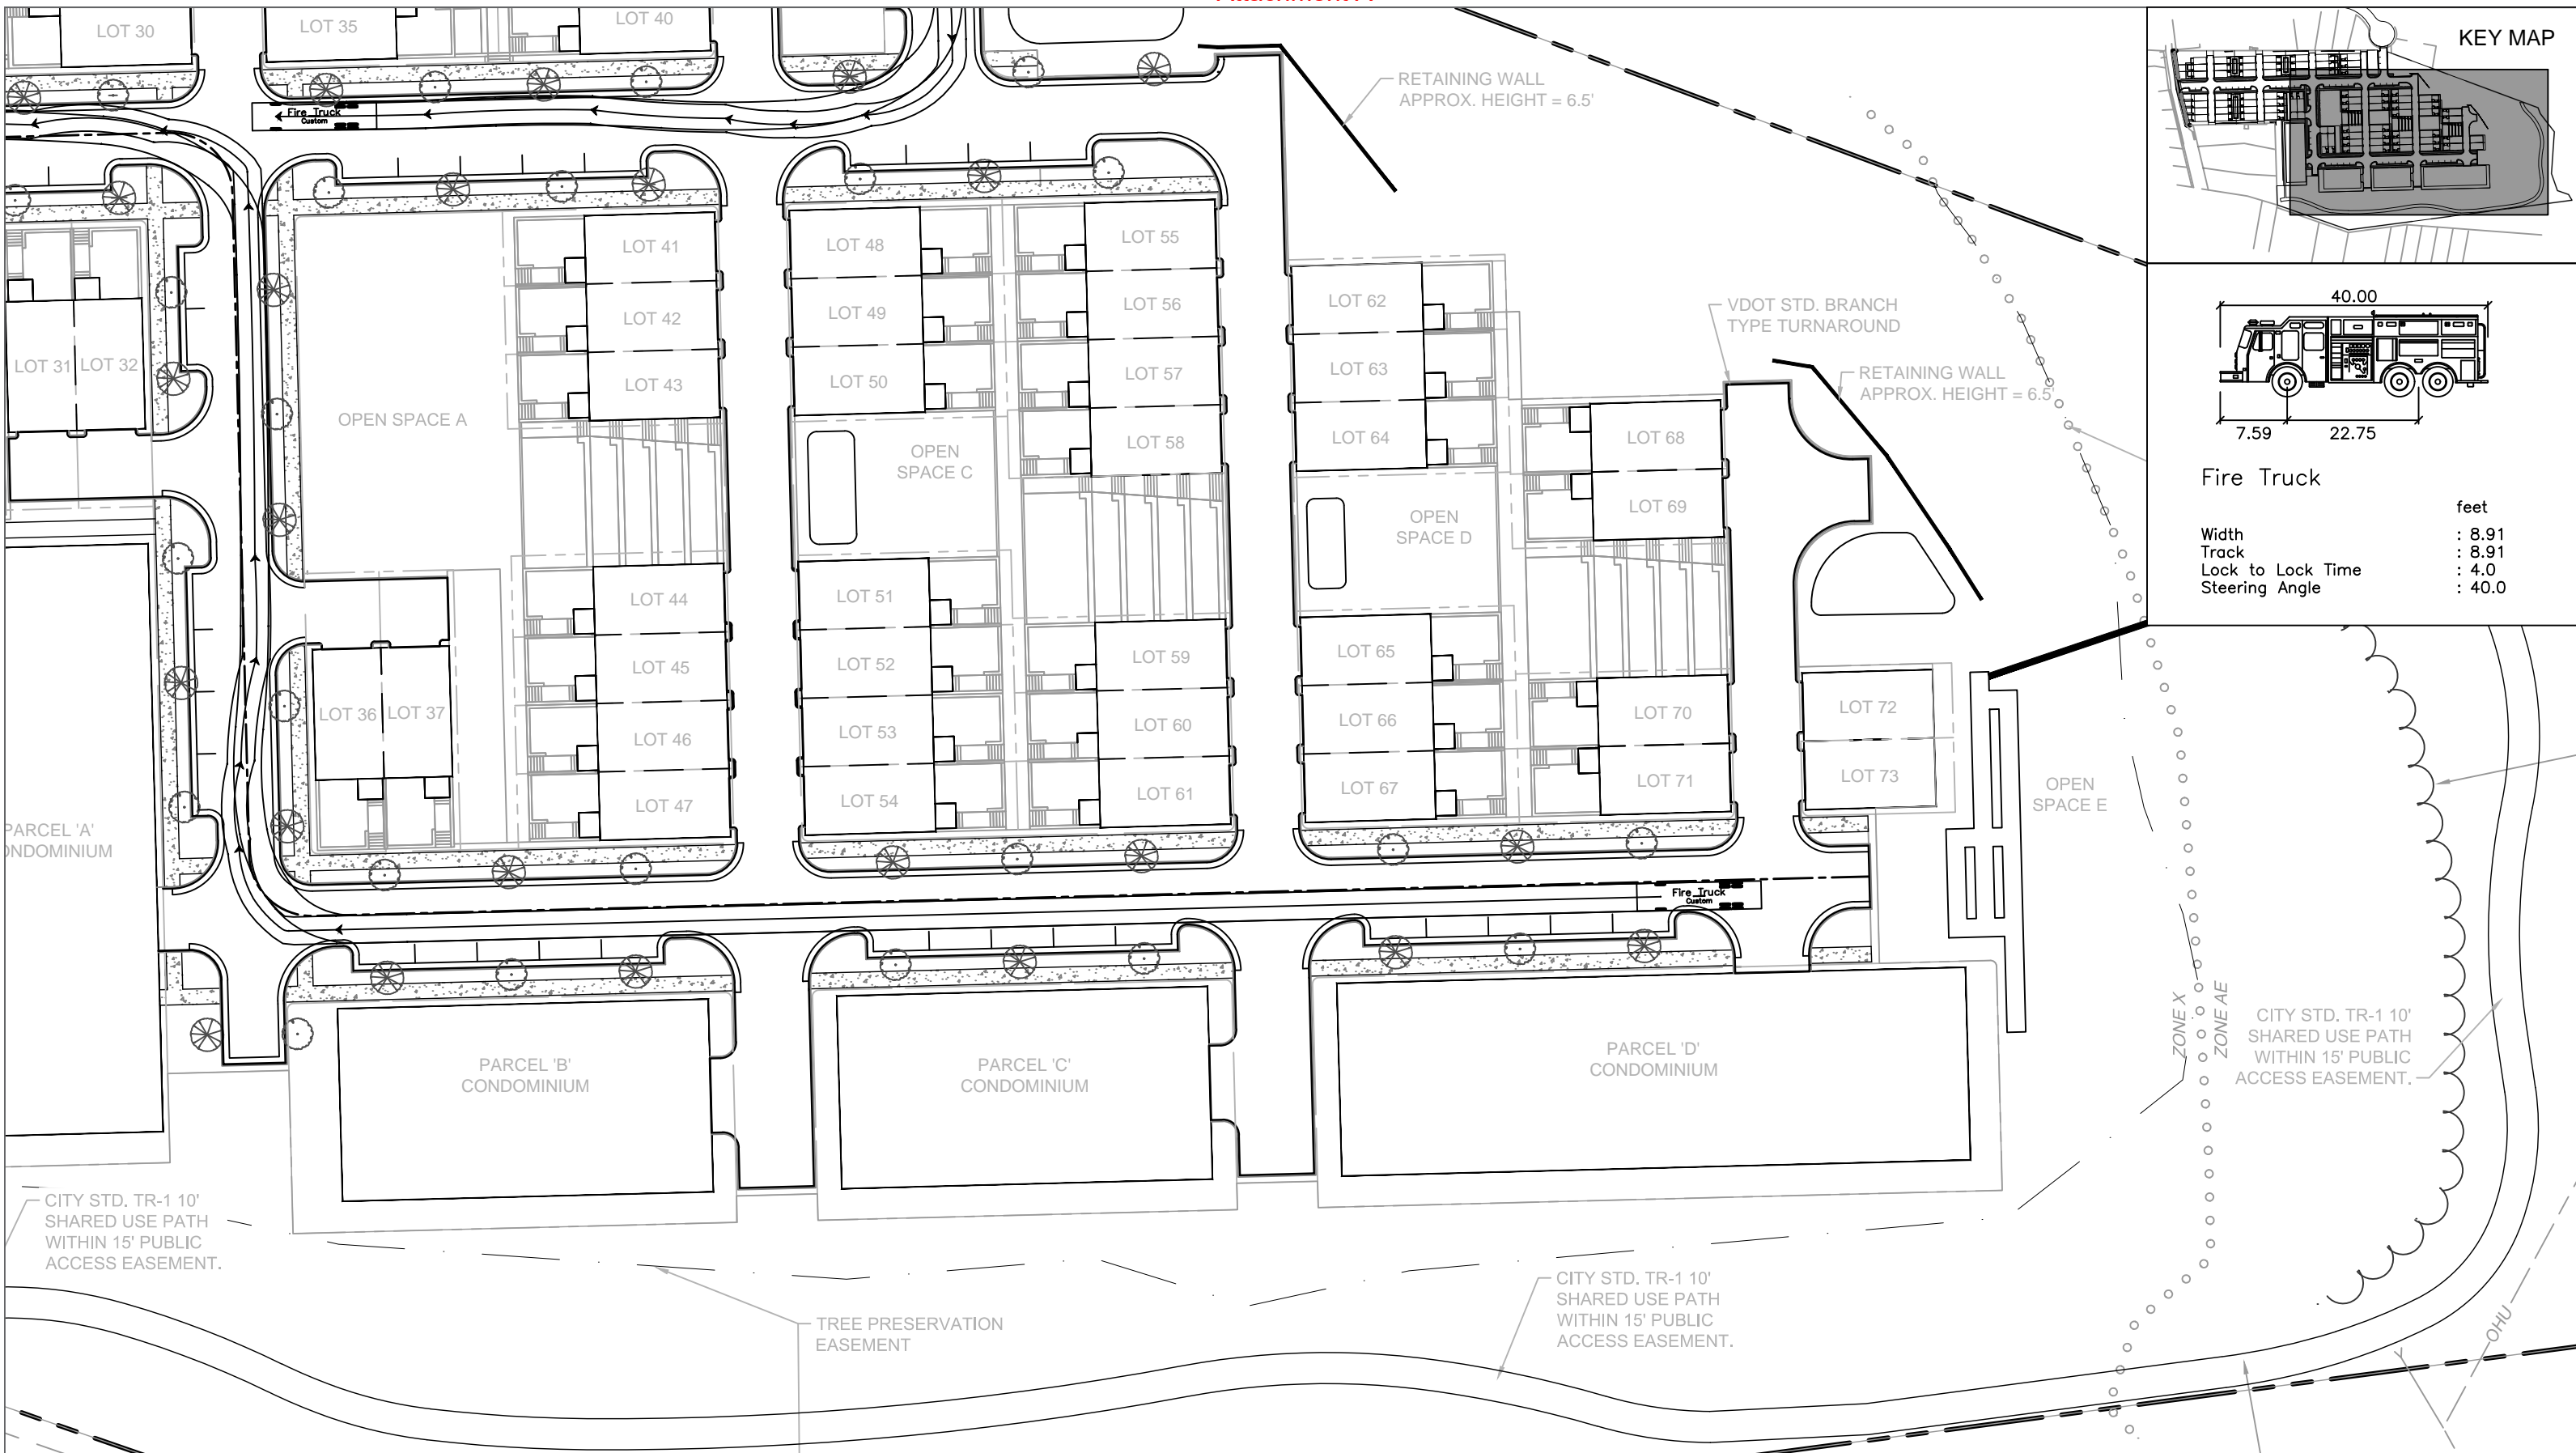 LOT 30
LOT 35
LOT 40
KEY MAP
RETAINING WALL
APPROX. HEIGHT = 6.5'
Fire Truck
Custom
LOT 41
LOT 42
LOT 43
LOT 48
LOT 49
LOT 50
LOT 55
LOT 56
LOT 57
LOT 58
LOT 62
LOT 63
LOT 64
VDOT STD. BRANCH
TYPE TURNAROUND
RETAINING WALL
APPROX. HEIGHT = 6.5'
40.00
7.59
22.75
Fire Truck
feet
Width : 8.91
Track : 8.91
Lock to Lock Time : 4.0
Steering Angle : 40.0
LOT 31
LOT 32
OPEN SPACE A
OPEN
SPACE C
OPEN
SPACE D
LOT 68
LOT 69
LOT 44
LOT 45
LOT 46
LOT 47
LOT 51
LOT 52
LOT 53
LOT 54
LOT 59
LOT 60
LOT 61
LOT 65
LOT 66
LOT 67
LOT 70
LOT 71
LOT 72
LOT 73
LOT 36
LOT 37
OPEN
SPACE E
PARCEL 'A'
ONDOMINIUM
Fire Truck
Custom
PARCEL 'B'
CONDOMINIUM
PARCEL 'C'
CONDOMINIUM
PARCEL 'D'
CONDOMINIUM
ZONE X
ZONE AE
CITY STD. TR-1 10'
SHARED USE PATH
WITHIN 15' PUBLIC
ACCESS EASEMENT.
CITY STD. TR-1 10'
SHARED USE PATH
WITHIN 15' PUBLIC
ACCESS EASEMENT.
TREE PRESERVATION
EASEMENT
CITY STD. TR-1 10'
SHARED USE PATH
WITHIN 15' PUBLIC
ACCESS EASEMENT.
OHU